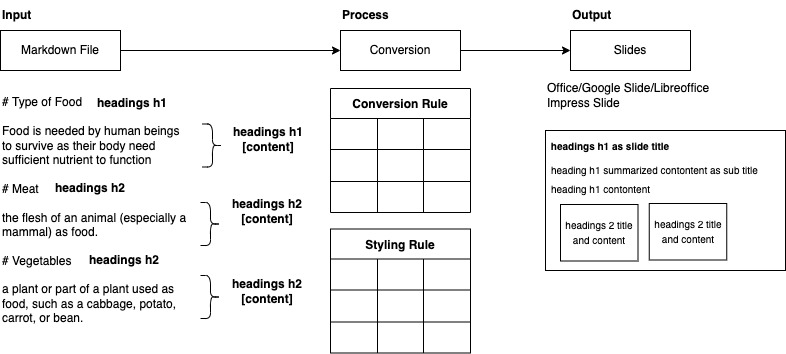 Input
Process
Output
Markdown File
Conversion
Slides
# Type of Food headings h1
Food is needed by human beings
to survive as their body need
sufficient nutrient to function
headings h1
[content]
# Meat headings h2
the flesh of an animal (especially a
mammal) as food.
headings h2
[content]
# Vegetables headings h2
a plant or part of a plant used as
food, such as a cabbage, potato,
carrot, or bean.
headings h2
[content]
Conversion Rule
Styling Rule
Office/Google Slide/Libreoffice
Impress Slide
headings h1 as slide title
heading h1 summarized contontent as sub title
heading h1 contontent
headings 2 title
and content
headings 2 title
and content